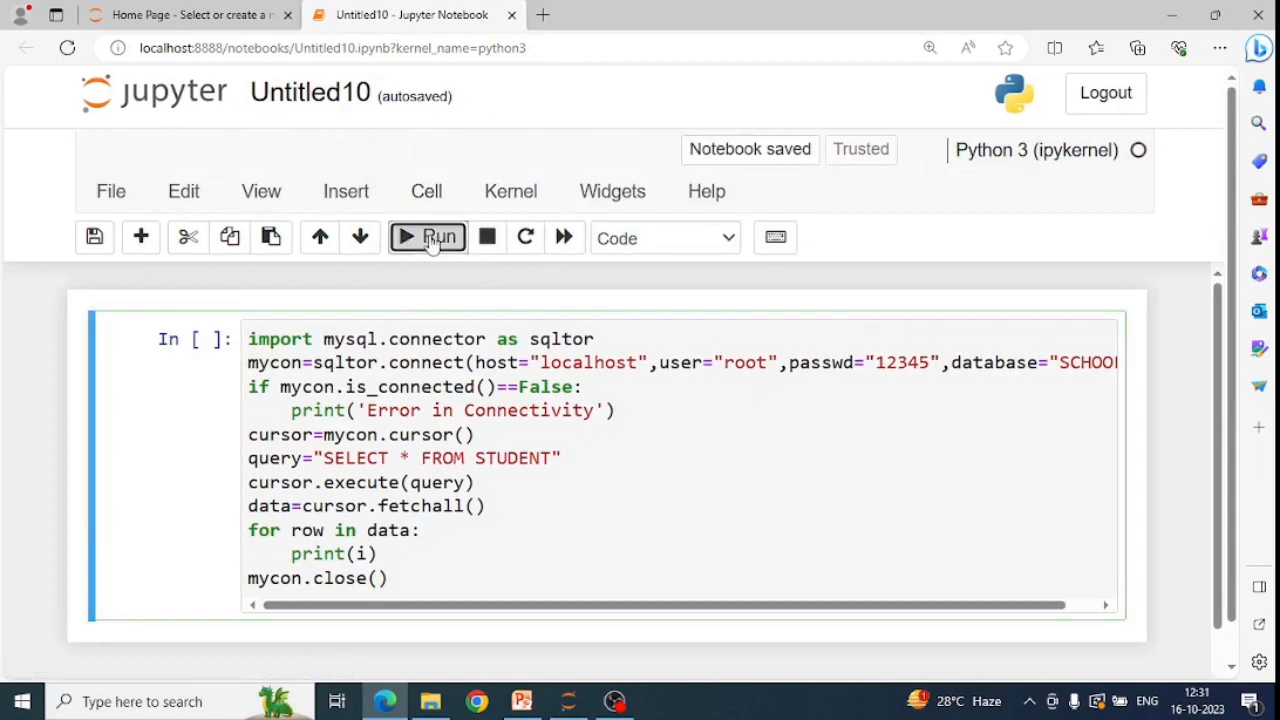 Home Page - Select or create a n
Untitled10 - Jupyter Notebook
localhost:8888/notebooks/Untitled10.ipynb?kernel_name=python3
jupyter Untitled10 (autosaved)
Logout
Notebook saved Trusted Python 3 (ipykernel)
File Edit View Insert Cell Kernel Widgets Help
Run Code
In [ ]:
import mysql.connector as sqltor
mycon=sqltor.connect(host="localhost",user="root",passwd="12345",database="SCHOOL
if mycon.is_connected()==False:
    print('Error in Connectivity')
cursor=mycon.cursor()
query="SELECT * FROM STUDENT"
cursor.execute(query)
data=cursor.fetchall()
for row in data:
    print(i)
mycon.close()
Type here to search
28°C Haze
ENG
12:31
16-10-2023